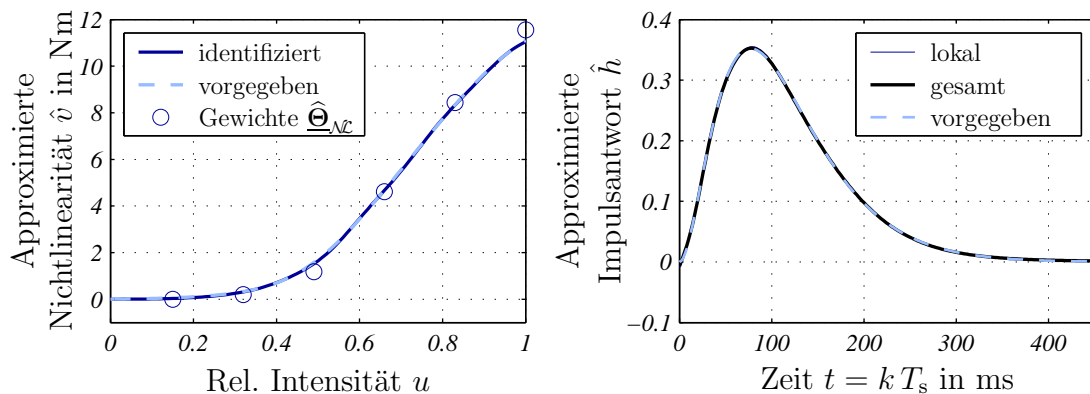 Approximierte
Nichtlinearität v̂ in Nm
12
10
8
6
4
2
0
identifiziert
vorgegeben
Gewichte Θ̂_NL
0 0.2 0.4 0.6 0.8 1
Rel. Intensität u
Approximierte
Impulsantwort ĥ
0.4
0.3
0.2
0.1
0
−0.1
lokal
gesamt
vorgegeben
0 100 200 300 400
Zeit t = k Ts in ms